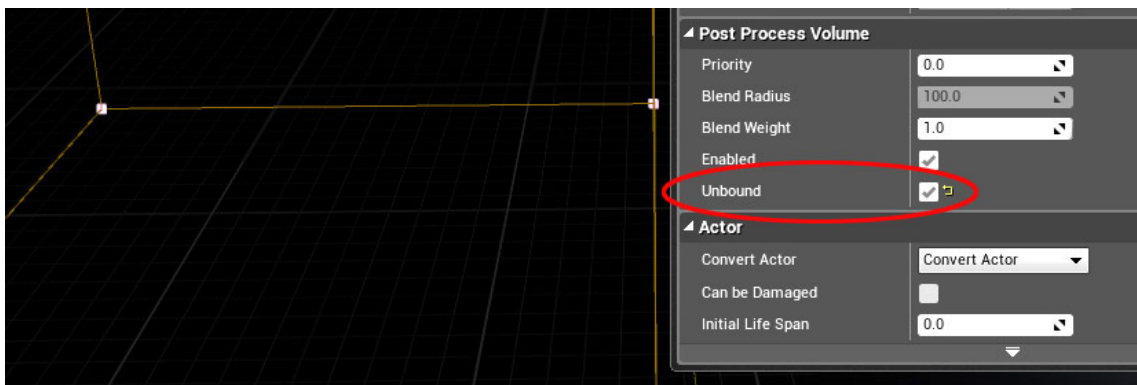 Post Process Volume
Priority 0.0
Blend Radius 100.0
Blend Weight 1.0
Enabled
Unbound
Actor
Convert Actor Convert Actor
Can be Damaged
Initial Life Span 0.0